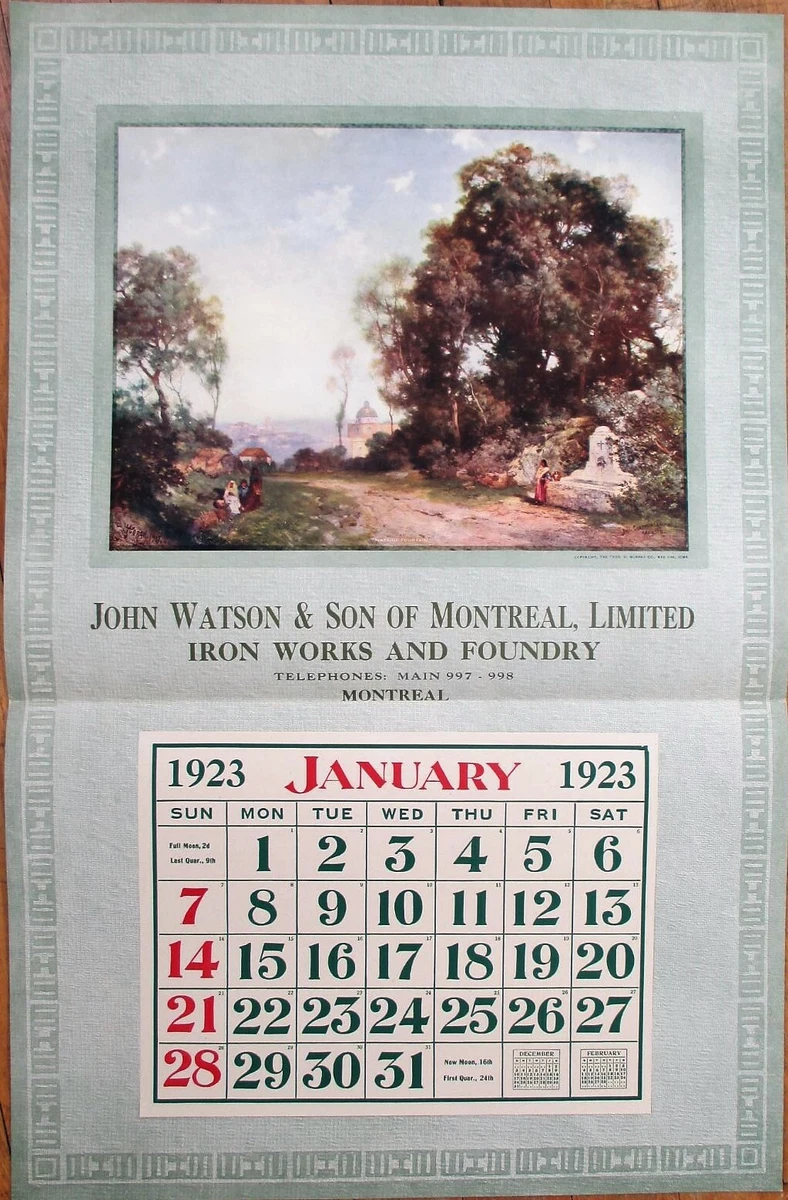 JOHN WATSON & SON OF MONTREAL, LIMITED
IRON WORKS AND FOUNDRY
TELEPHONES: MAIN 997 - 998
MONTREAL
1923 JANUARY 1923
SUN MON TUE WED THU FRI SAT
Full Moon, 2d
Last Quar., 9th
1 2 3 4 5 6
7 8 9 10 11 12 13
14 15 16 17 18 19 20
21 22 23 24 25 26 27
28 29 30 31
New Moon, 16th
First Quar., 24th
DECEMBER FEBRUARY